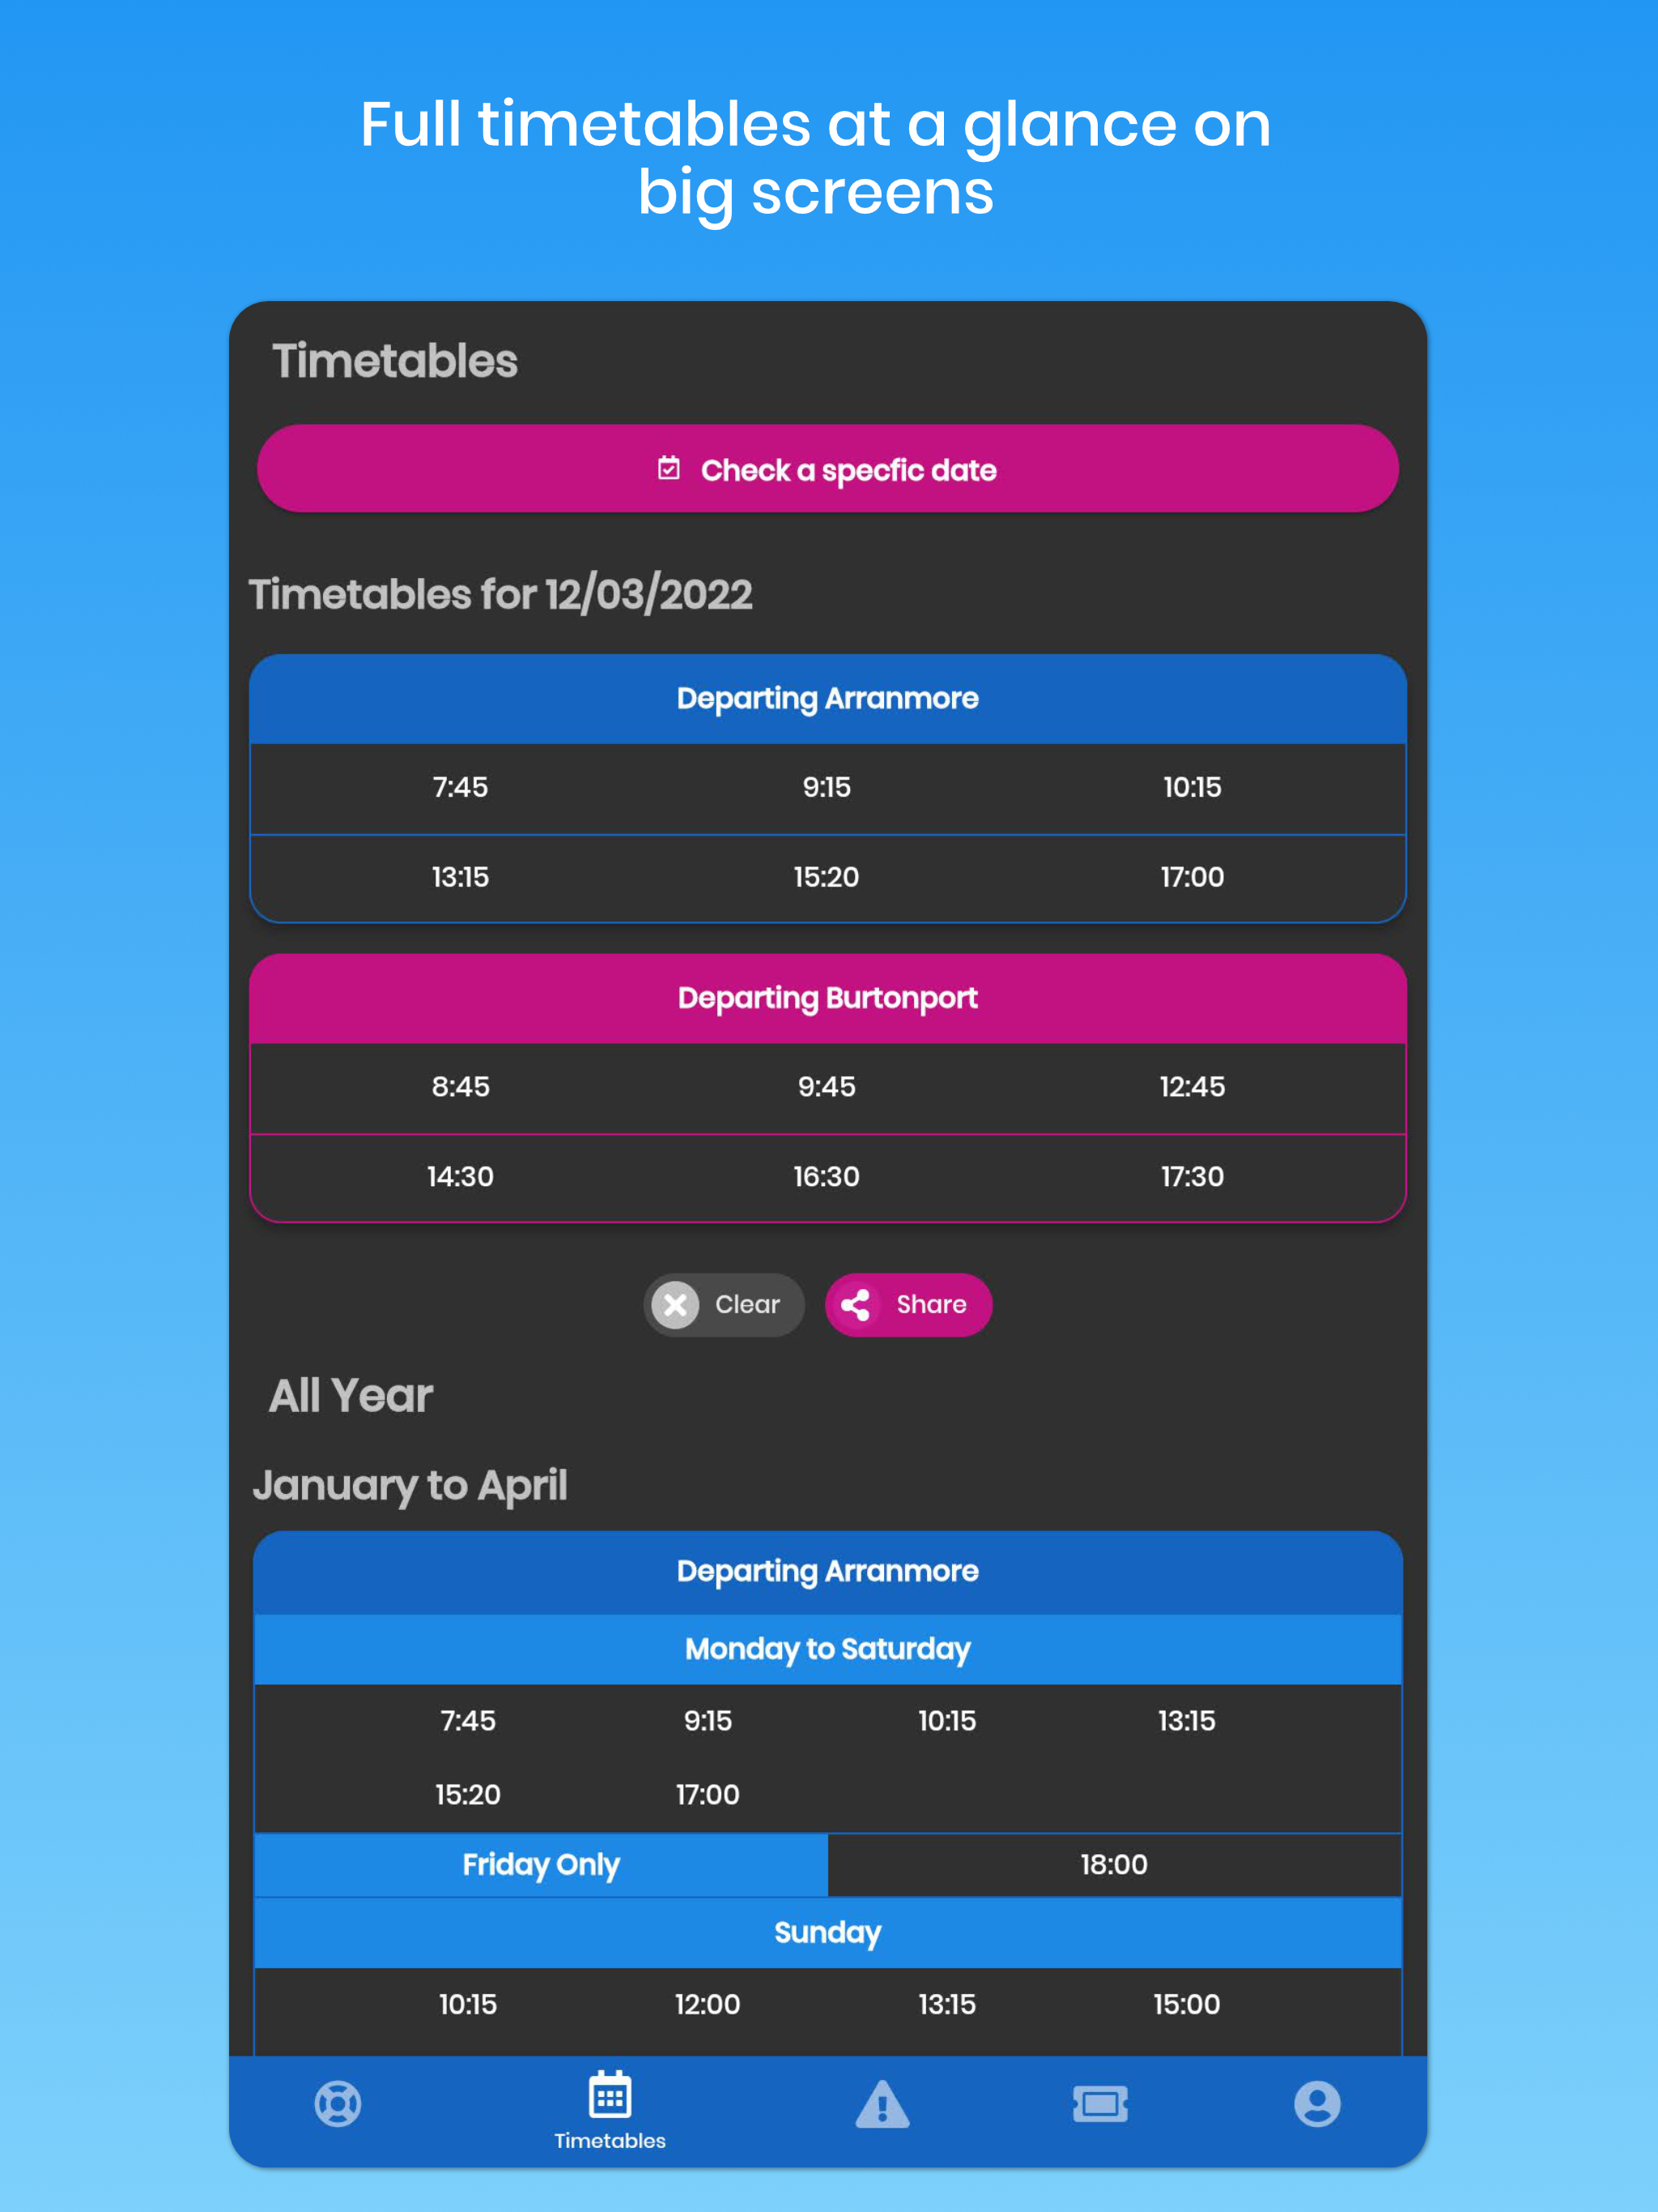 Full timetables at a glance on
big screens
Timetables
Check a specfic date
Timetables for 12/03/2022
Departing Arranmore
7:45 9:15 10:15
13:15 15:20 17:00
Departing Burtonport
8:45 9:45 12:45
14:30 16:30 17:30
Clear Share
All Year
January to April
Departing Arranmore
Monday to Saturday
7:45 9:15 10:15 13:15
15:20 17:00
Friday Only 18:00
Sunday
10:15 12:00 13:15 15:00
Timetables